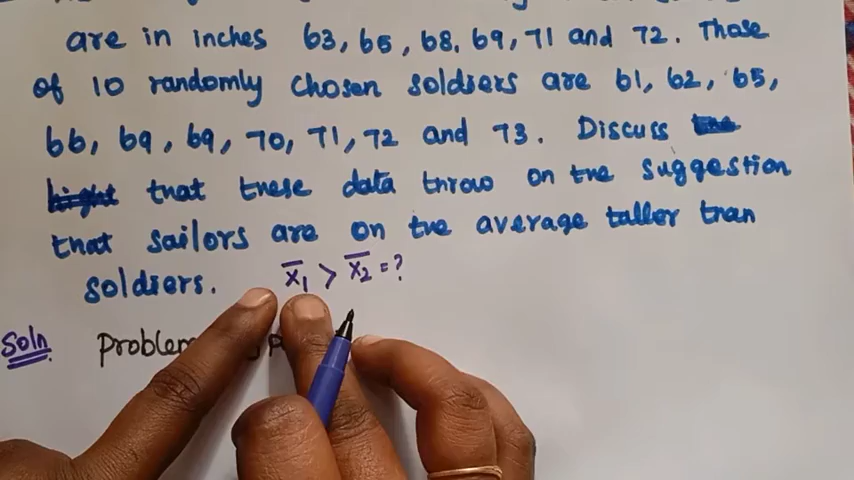 are in inches 63, 65, 68, 69, 71 and 72. Those
of 10 randomly chosen soldiers are 61, 62, 65,
66, 69, 69, 70, 71, 72 and 73. Discuss
that these data throw on the suggestion
that sailors are on the average taller than
soldiers. x̄₁ > x̄₂ = ?
Soln Problem